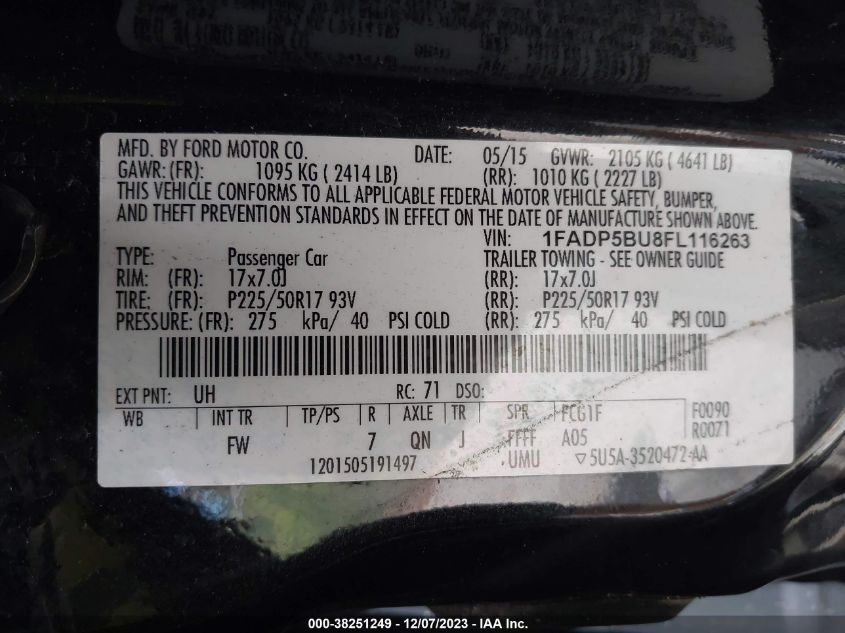 MFD. BY FORD MOTOR CO. DATE: 05/15 GVWR: 2105 KG ( 4641 LB)
GAWR: (FR): 1095 KG ( 2414 LB) (RR): 1010 KG ( 2227 LB)
THIS VEHICLE CONFORMS TO ALL APPLICABLE FEDERAL MOTOR VEHICLE SAFETY, BUMPER,
AND THEFT PREVENTION STANDARDS IN EFFECT ON THE DATE OF MANUFACTURE SHOWN ABOVE.
VIN: 1FADP5BU8FL116263
TYPE: Passenger Car TRAILER TOWING - SEE OWNER GUIDE
RIM: (FR): 17x7.0J (RR): 17x7.0J
TIRE: (FR): P225/50R17 93V (RR): P225/50R17 93V
PRESSURE: (FR): 275 kPa/ 40 PSI COLD (RR): 275 kPa/ 40 PSI COLD
EXT PNT: UH RC: 71 DSO:
WB INT TR TP/PS R AXLE TR SPR FCG1F F0090
FW 7 QN J FFFF A05 R0071
1201505191497 UMU ▽5U5A-3520472-AA
000-38251249 - 12/07/2023 - IAA Inc.